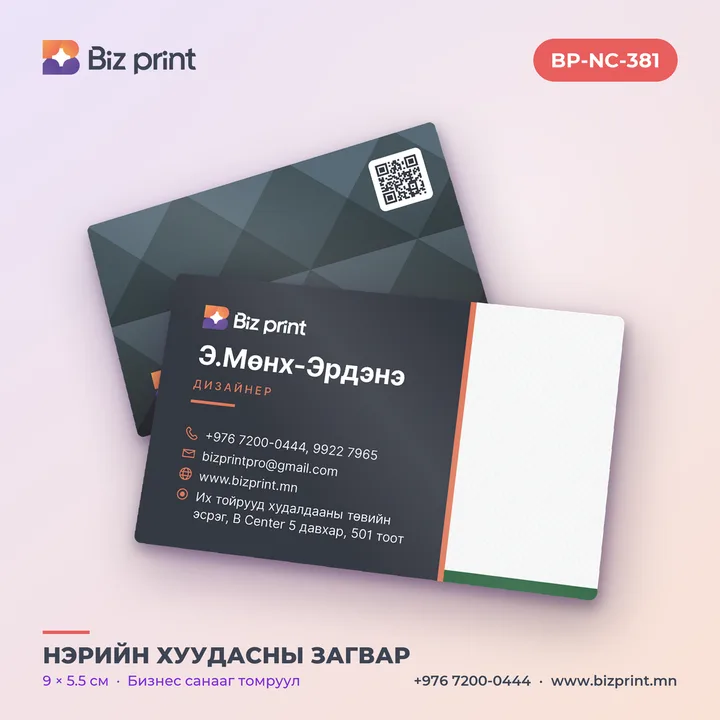 Biz print
BP-NC-381
Biz print
Э.Мөнх-Эрдэнэ
ДИЗАЙНЕР
+976 7200-0444, 9922 7965
bizprintpro@gmail.com
www.bizprint.mn
Их тойрууд худалдааны төвийн
эсрэг, B Center 5 давхар, 501 тоот
НЭРИЙН ХУУДАСНЫ ЗАГВАР
9 × 5.5 см · Бизнес санааг томруул
+976 7200-0444 · www.bizprint.mn